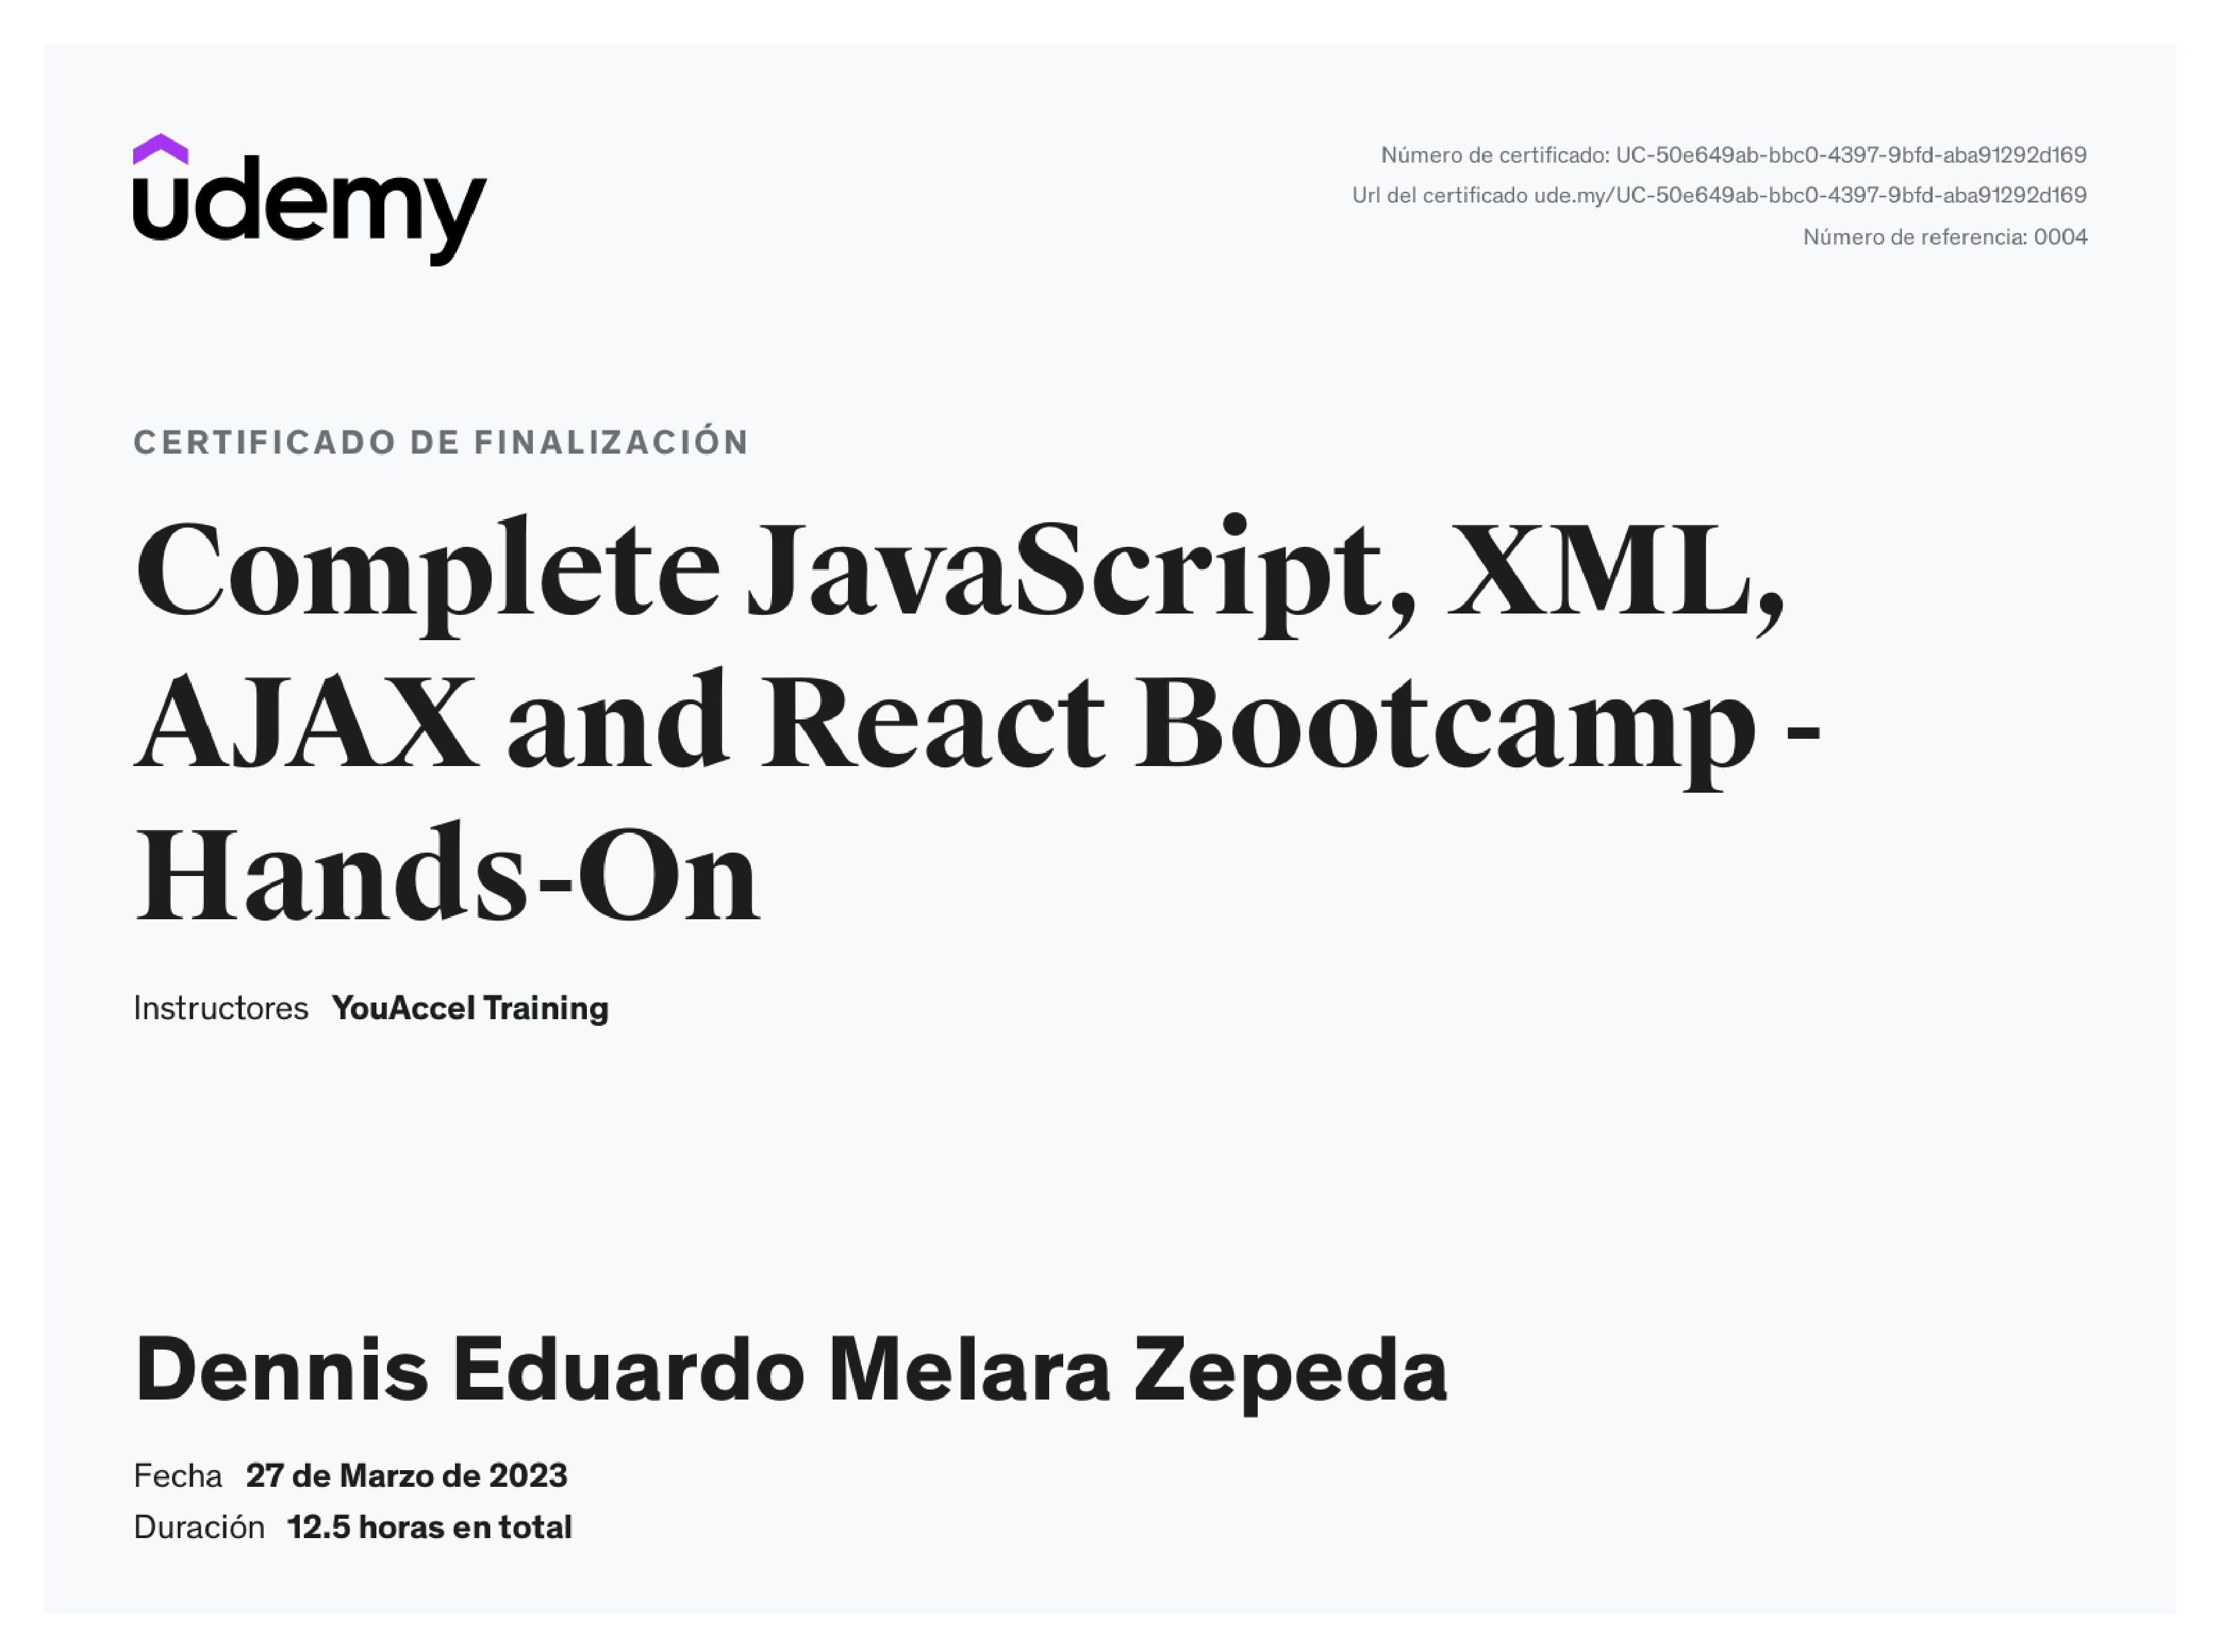 udemy
Número de certificado: UC-50e649ab-bbc0-4397-9bfd-aba91292d169
Url del certificado ude.my/UC-50e649ab-bbc0-4397-9bfd-aba91292d169
Número de referencia: 0004
CERTIFICADO DE FINALIZACIÓN
Complete JavaScript, XML,
AJAX and React Bootcamp -
Hands-On
Instructores YouAccel Training
Dennis Eduardo Melara Zepeda
Fecha 27 de Marzo de 2023
Duración 12.5 horas en total